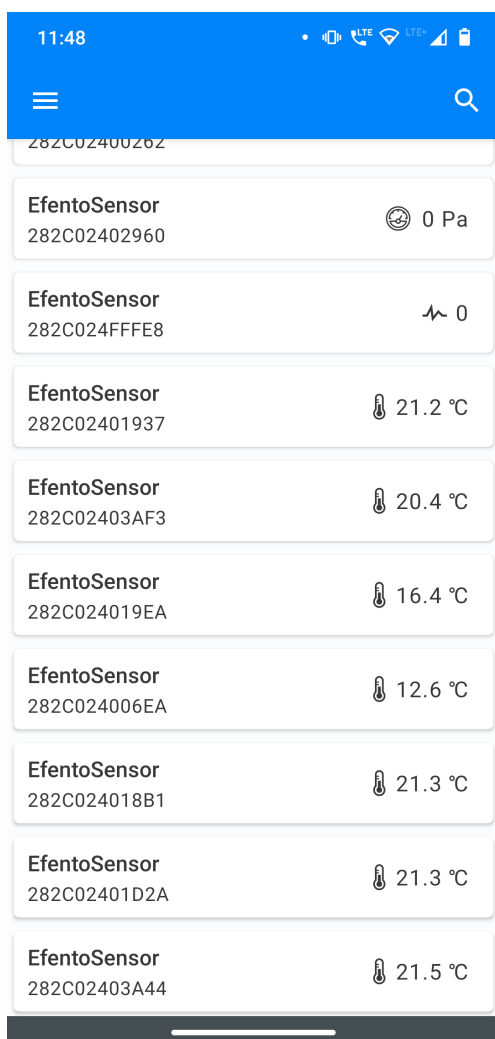 11:48
LTE
LTE+
282C02400262
EfentoSensor
282C02402960
0 Pa
EfentoSensor
282C024FFFE8
0
EfentoSensor
282C02401937
21.2 °C
EfentoSensor
282C02403AF3
20.4 °C
EfentoSensor
282C024019EA
16.4 °C
EfentoSensor
282C024006EA
12.6 °C
EfentoSensor
282C024018B1
21.3 °C
EfentoSensor
282C02401D2A
21.3 °C
EfentoSensor
282C02403A44
21.5 °C